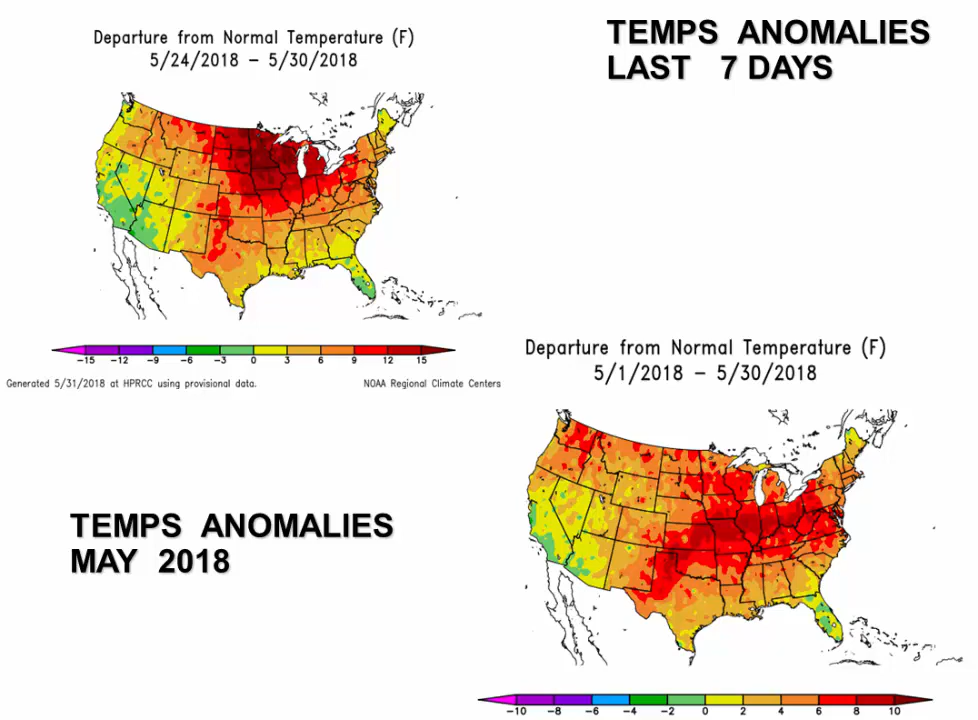 Departure from Normal Temperature (F)
5/24/2018 – 5/30/2018
TEMPS ANOMALIES
LAST 7 DAYS
-15 -12 -9 -6 -3 0 3 6 9 12 15
Generated 5/31/2018 at HPRCC using provisional data.
NOAA Regional Climate Centers
Departure from Normal Temperature (F)
5/1/2018 – 5/30/2018
TEMPS ANOMALIES
MAY 2018
-10 -8 -6 -4 -2 0 2 4 6 8 10